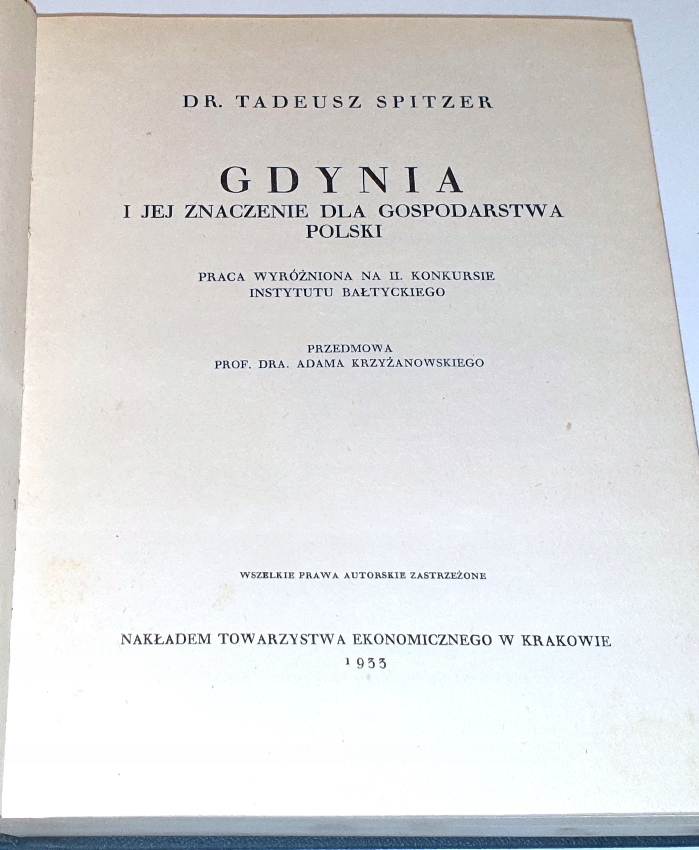 DR. TADEUSZ SPITZER
GDYNIA
I JEJ ZNACZENIE DLA GOSPODARSTWA
POLSKI
PRACA WYRÓŻNIONA NA II. KONKURSIE
INSTYTUTU BAŁTYCKIEGO
PRZEDMOWA
PROF. DRA. ADAMA KRZYŻANOWSKIEGO
WSZELKIE PRAWA AUTORSKIE ZASTRZEŻONE
NAKŁADEM TOWARZYSTWA EKONOMICZNEGO W KRAKOWIE
1933